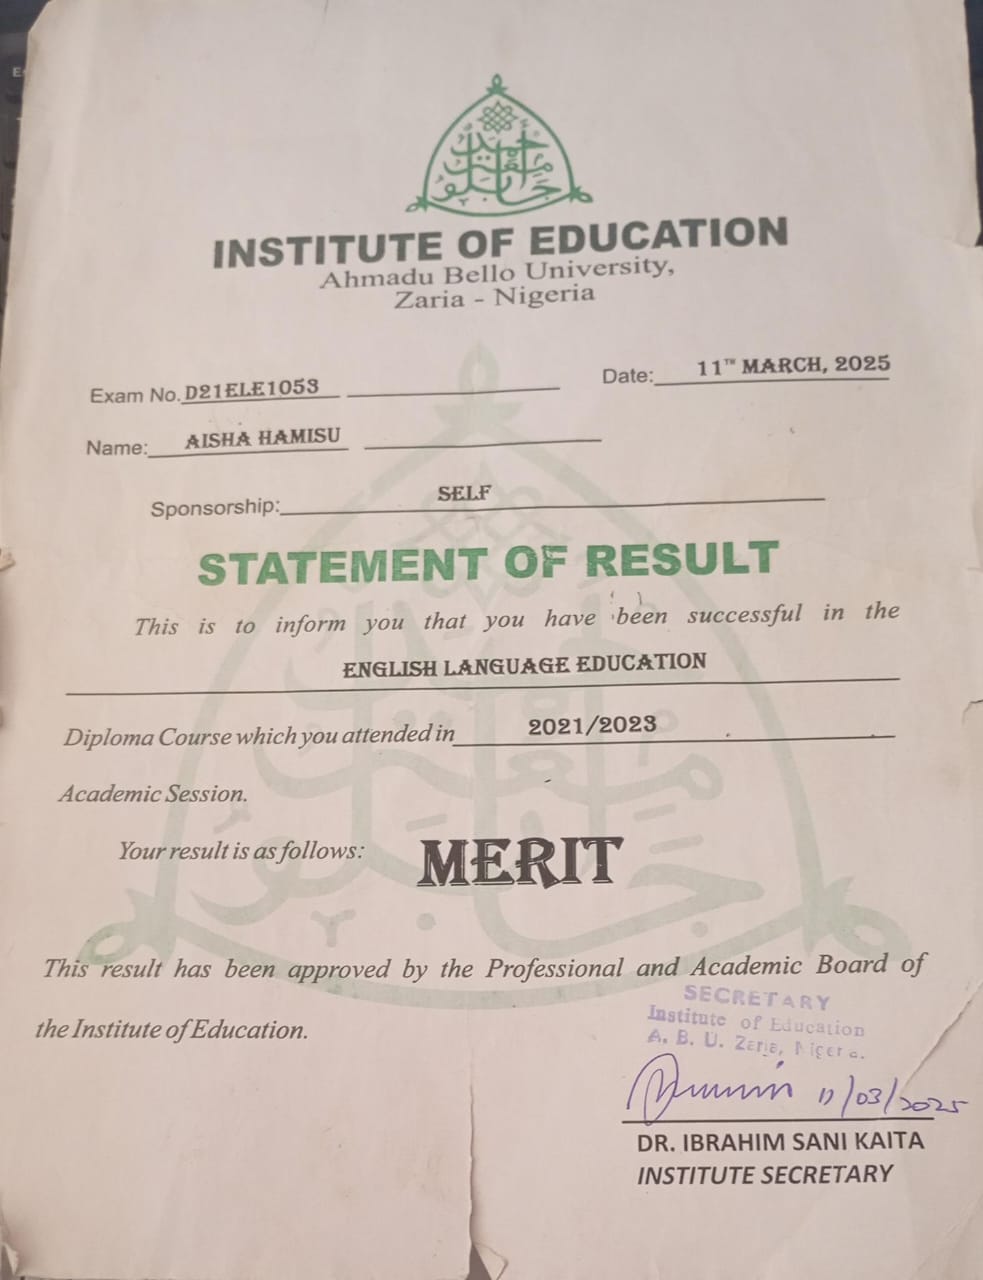 INSTITUTE OF EDUCATION
Ahmadu Bello University,
Zaria - Nigeria
Exam No. D21ELE1053
Date: 11TH MARCH, 2025
Name: AISHA HAMISU
Sponsorship: SELF
STATEMENT OF RESULT
This is to inform you that you have been successful in the
ENGLISH LANGUAGE EDUCATION
Diploma Course which you attended in 2021/2023
Academic Session.
Your result is as follows: MERIT
This result has been approved by the Professional and Academic Board of
the Institute of Education.
SECRETARY
Institute of Education
A. B. U. Zaria, Nigeria.
11/03/2025
DR. IBRAHIM SANI KAITA
INSTITUTE SECRETARY